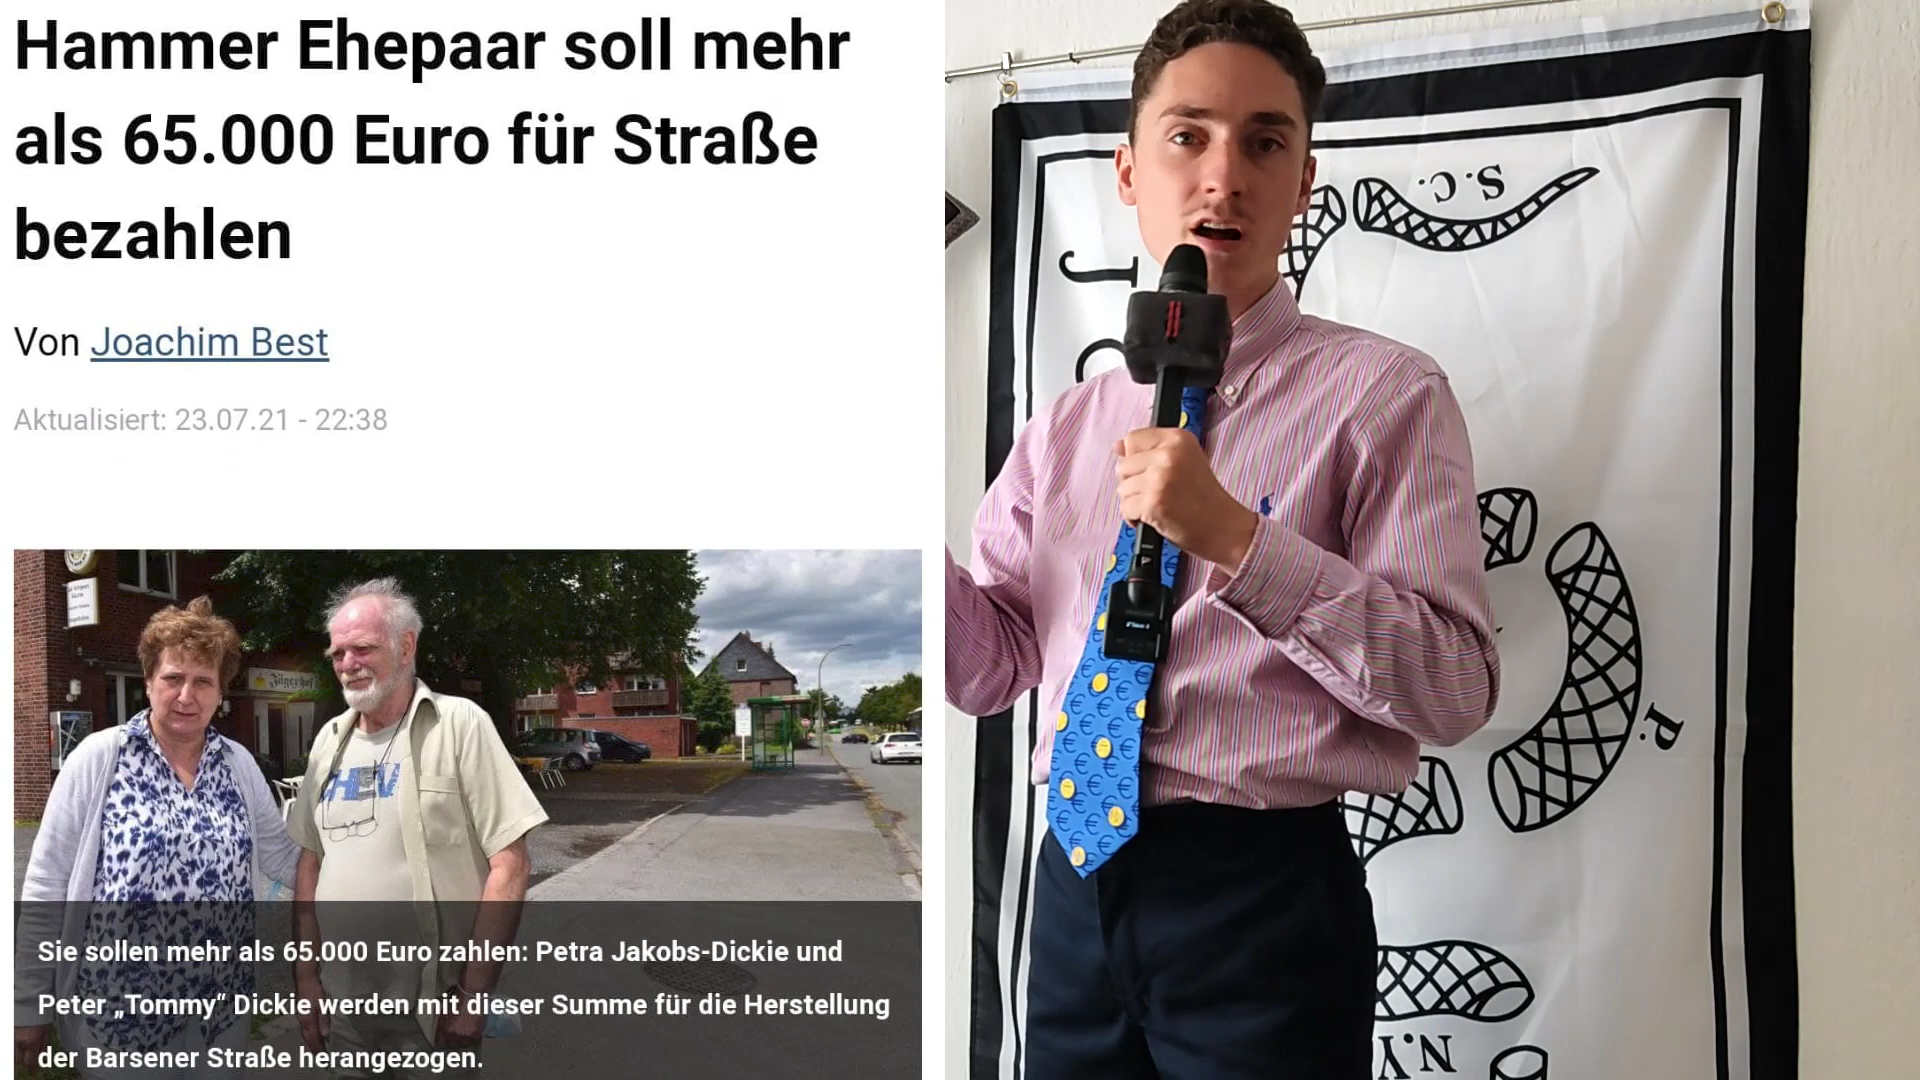 Hammer Ehepaar soll mehr
als 65.000 Euro für Straße
bezahlen
Von Joachim Best
Aktualisiert: 23.07.21 - 22:38
Jägerhof
Sie sollen mehr als 65.000 Euro zahlen: Petra Jakobs-Dickie und
Peter „Tommy“ Dickie werden mit dieser Summe für die Herstellung
der Barsener Straße herangezogen.
S.C.
J
P.
N.Y.